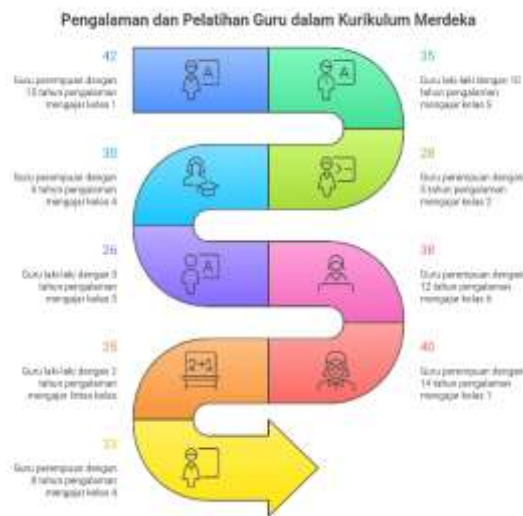 Pengalaman dan Pelatihan Guru dalam Kurikulum Merdeka
42
Guru perempuan dengan
15 tahun pengalaman
mengajar kelas 1
A
A
35
Guru laki-laki dengan 10
tahun pengalaman
mengajar kelas 5
28
Guru perempuan dengan
5 tahun pengalaman
mengajar kelas 2
30
Guru perempuan dengan
6 tahun pengalaman
mengajar kelas 4
26
Guru laki-laki dengan 3
tahun pengalaman
mengajar kelas 3
A
38
Guru perempuan dengan
12 tahun pengalaman
mengajar kelas 6
40
Guru perempuan dengan
14 tahun pengalaman
mengajar kelas 1
25
Guru laki-laki dengan 2
tahun pengalaman
mengajar lintas kelas
33
Guru perempuan dengan
8 tahun pengalaman
mengajar kelas 4